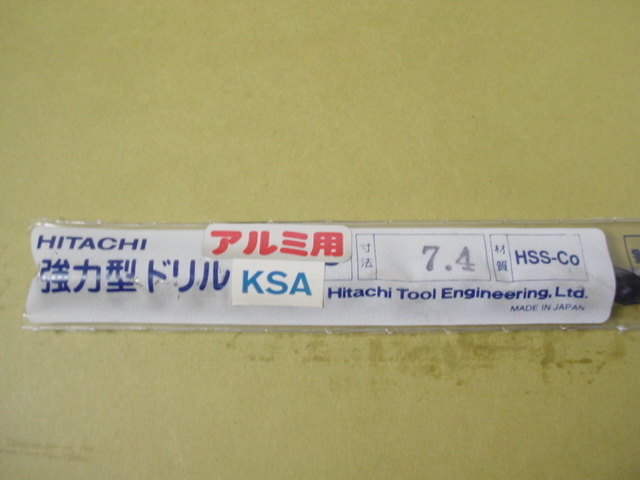 HITACHI
アルミ用
強力型ドリル
KSA
寸法 7.4
材質 HSS-Co
Hitachi Tool Engineering, Ltd.
MADE IN JAPAN